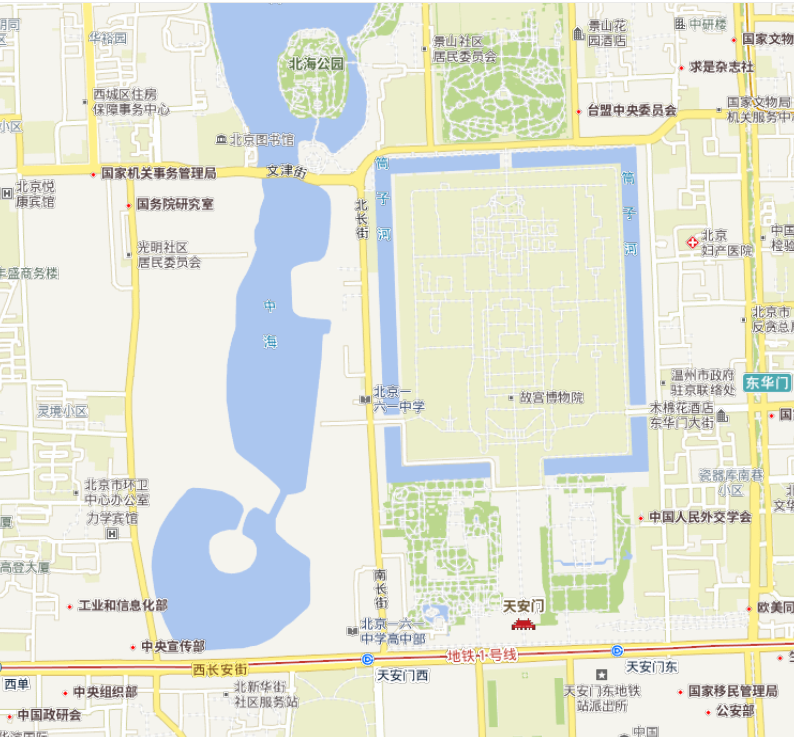 胡同
区
华裕园
北海公园
景山社区
居民委员会
景山花
园酒店
中研楼
国家文物
求是杂志社
西城区住房
保障事务中心
台盟中央委员会
国家文物局
机关服务中
小区
北京图书馆
国家机关事务管理局
文津街
筒
子
河
筒
子
河
北京悦
康宾馆
国务院研究室
北
长
街
光明社区
居民委员会
北京
妇产医院
中国
检验
丰盛商务楼
中
海
北京市
反贪总局
温州市政府
驻京联络处
东华门
北京一
六一中学
故宫博物院
木棉花酒店
东华门大街
国
灵境小区
北京市环卫
中心办公室
瓷器库南巷
小区
北
文华
力学宾馆
厦
中国人民外交学会
高登大厦
南
长
街
工业和信息化部
天安门
欧美同
北京一六一
中学高中部
中央宣传部
地铁1号线
西长安街
天安门西
天安门东
西单
中央组织部
北新华街
社区服务站
天安门东地铁
站派出所
国家移民管理局
公安部
中国政研会
中国